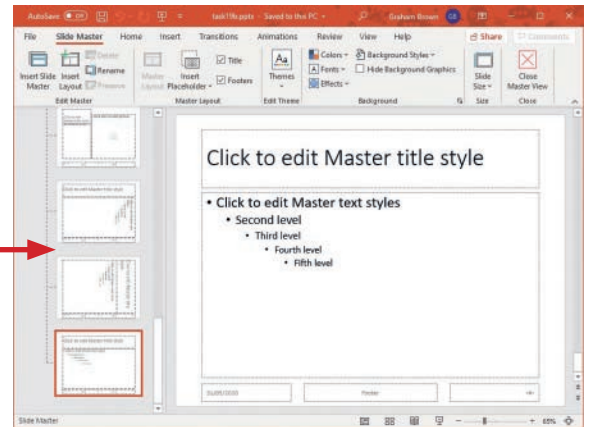 AutoSave Off task19b.pptx - Saved to this PC Graham Brown GB
File Slide Master Home Insert Transitions Animations Review View Help Share Comments
Insert Slide Master Insert Layout Delete Rename Preserve Master Layout Insert Placeholder Title Footers Themes Colors Fonts Effects Background Styles Hide Background Graphics Slide Size Close Master View
Edit Master Master Layout Edit Theme Background Size Close
Click to edit Master title style
• Click to edit Master text styles
• Second level
• Third level
• Fourth level
• Fifth level
Footer
Slide Master 65%